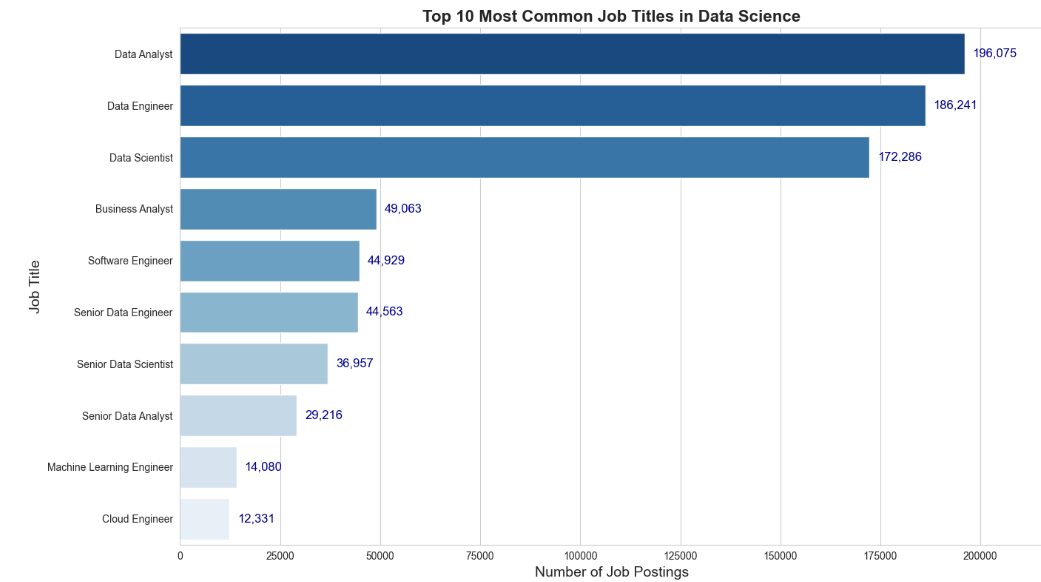 Top 10 Most Common Job Titles in Data Science
Data Analyst 196,075
Data Engineer 186,241
Data Scientist 172,286
Business Analyst 49,063
Software Engineer 44,929
Senior Data Engineer 44,563
Senior Data Scientist 36,957
Senior Data Analyst 29,216
Machine Learning Engineer 14,080
Cloud Engineer 12,331
Job Title
0 25000 50000 75000 100000 125000 150000 175000 200000
Number of Job Postings